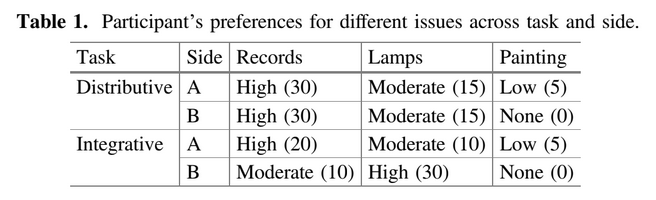 Table 1. Participant's preferences for different issues across task and side.
Task Side Records Lamps Painting
Distributive A High (30) Moderate (15) Low (5)
B High (30) Moderate (15) None (0)
Integrative A High (20) Moderate (10) Low (5)
B Moderate (10) High (30) None (0)